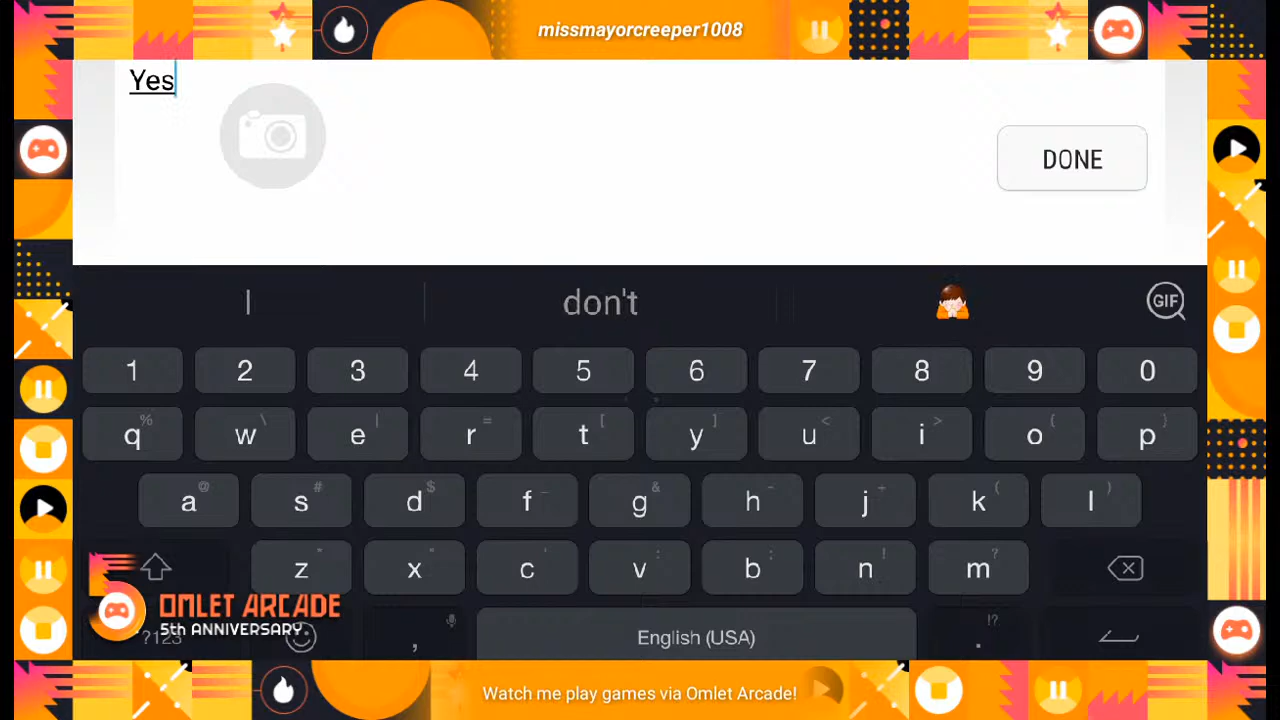 missmayorcreeper1008
Yes
DONE
I don't GIF
1 2 3 4 5 6 7 8 9 0
% \ | = [ ] < > { }
q w e r t y u i o p
@ # $ _ & - + ( )
a s d f g h j k l
* " ' : ; ! ?
z x c v b n m
OMLET ARCADE
5th ANNIVERSARY
?123 , English (USA) !? .
Watch me play games via Omlet Arcade!